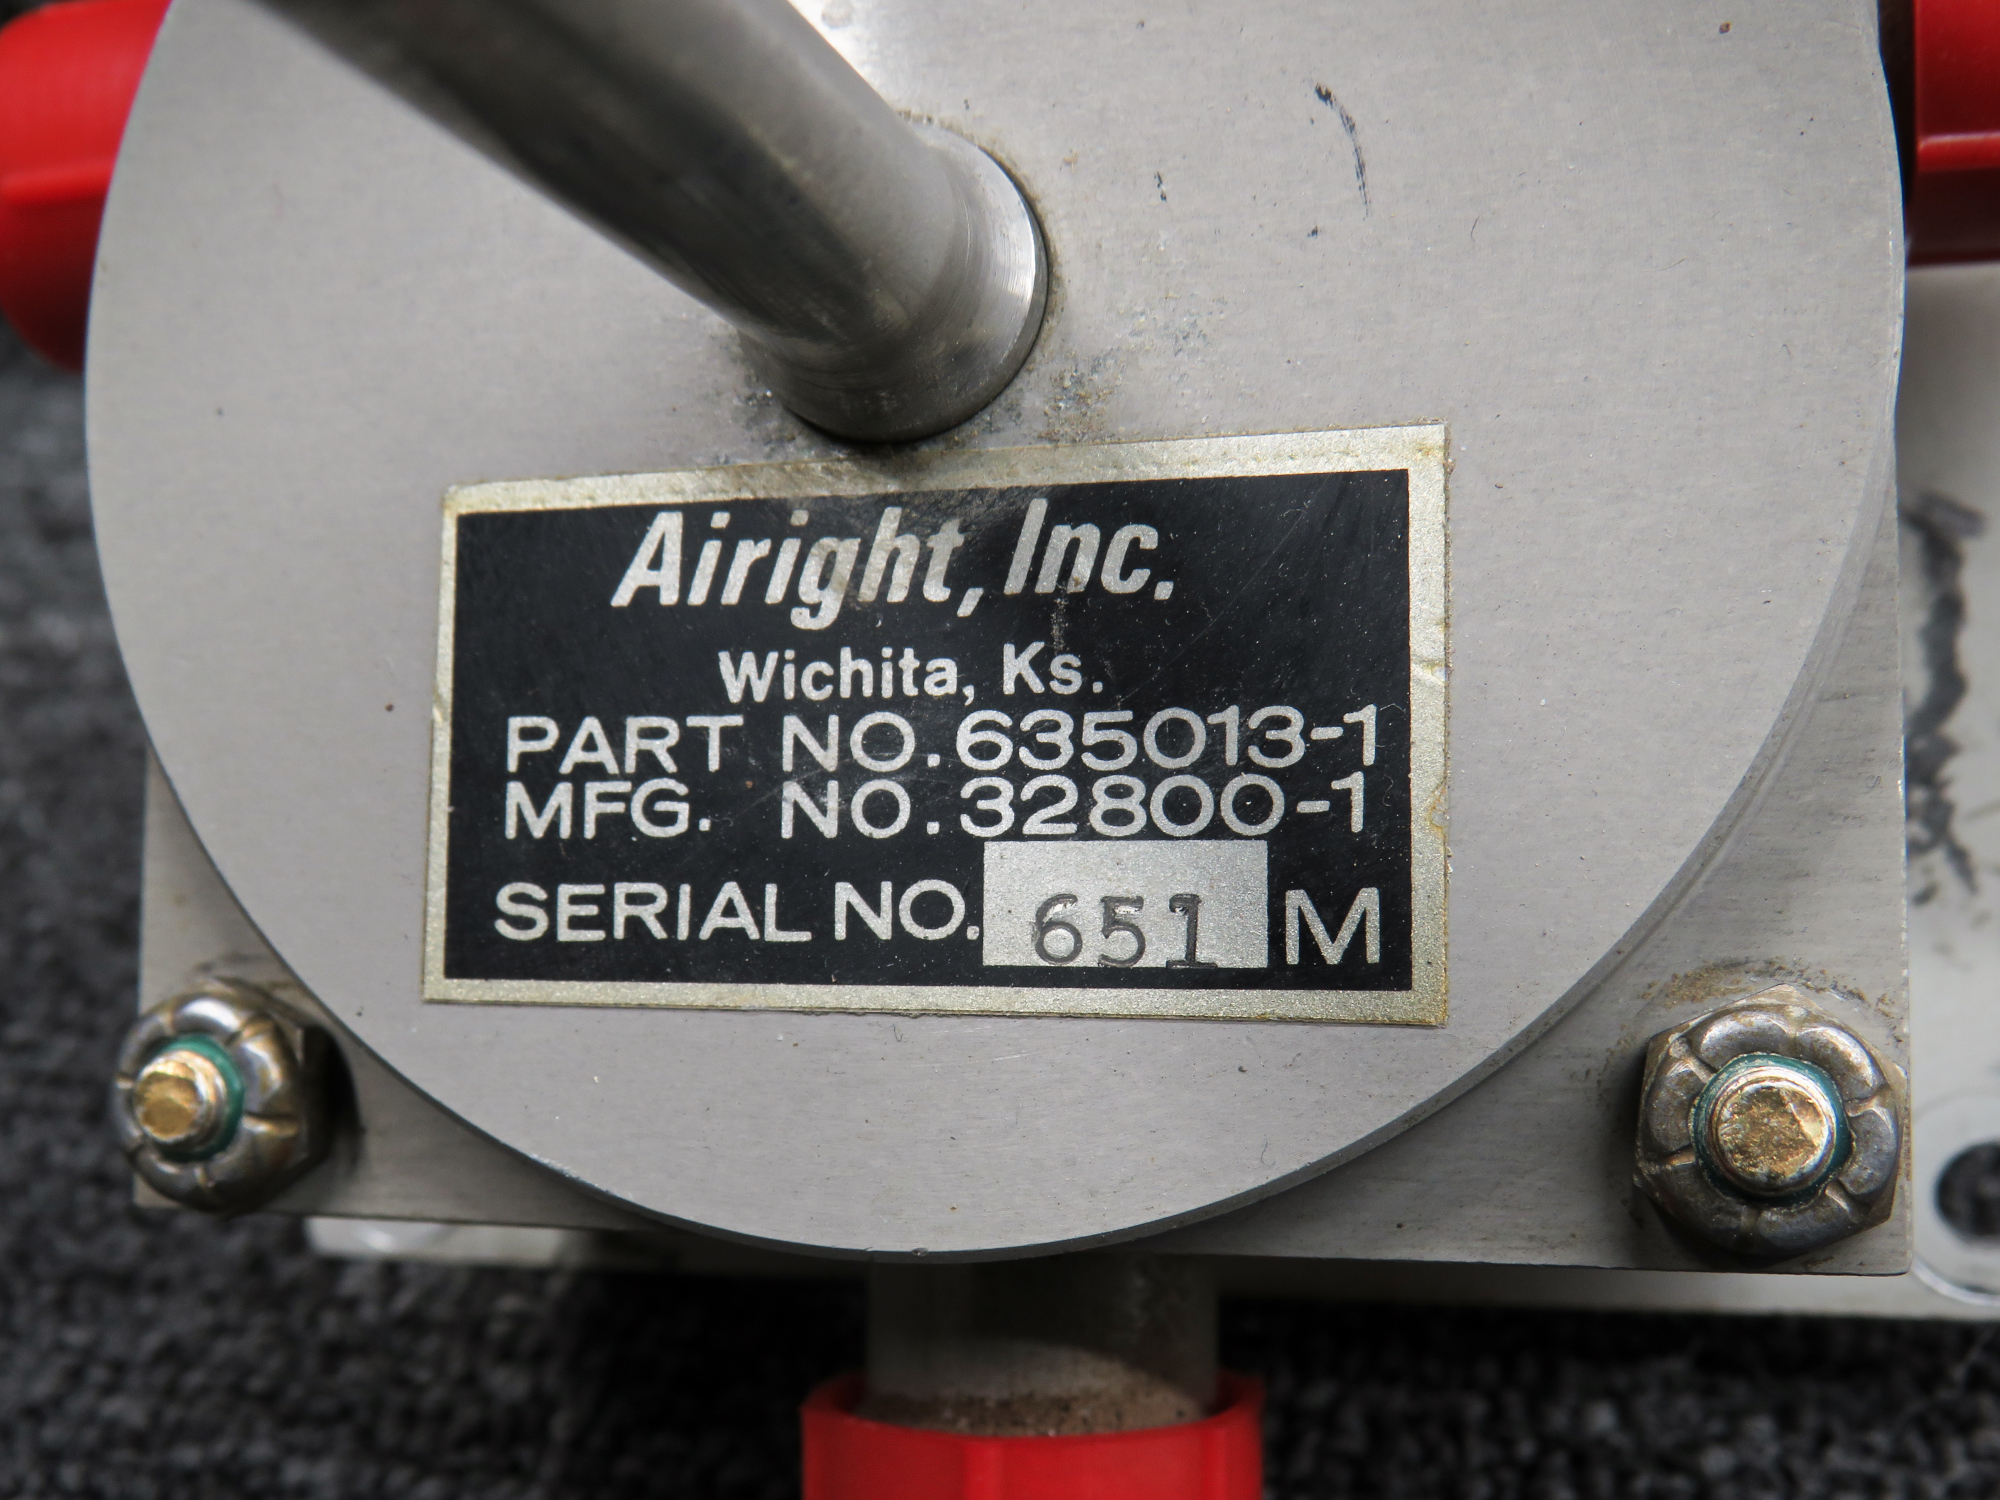 Airight, Inc.
Wichita, Ks.
PART NO. 635013-1
MFG. NO. 32800-1
SERIAL NO. 651 M